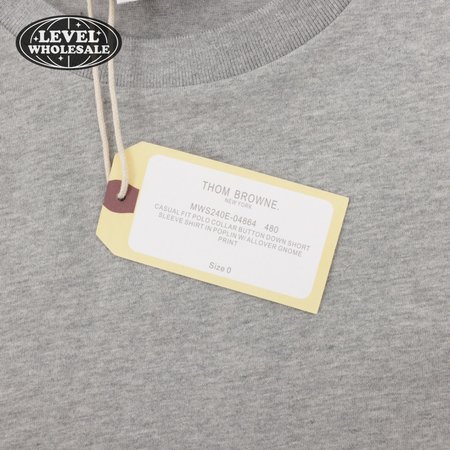 LEVEL
WHOLESALE
THOM BROWNE.
NEW YORK
MWS240E-04864 480
CASUAL FIT POLO COLLAR BUTTON DOWN SHORT
SLEEVE SHIRT IN POPLIN W/ ALLOVER GNOME
PRINT
Size 0